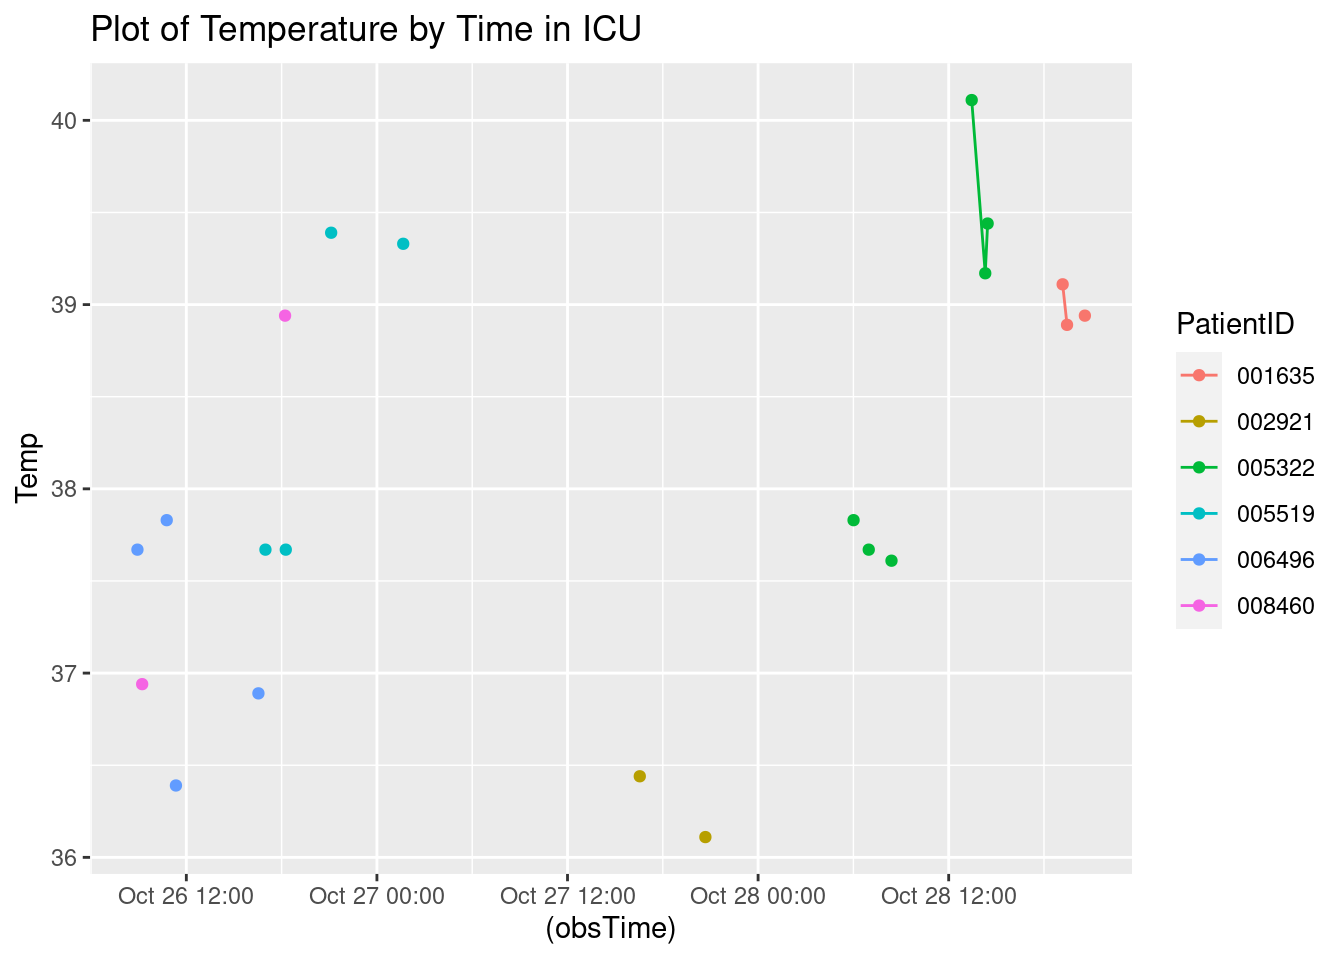 Plot of Temperature by Time in ICU
40
39
38
37
36
Temp
Oct 26 12:00 Oct 27 00:00 Oct 27 12:00 Oct 28 00:00 Oct 28 12:00
(obsTime)
PatientID
001635
002921
005322
005519
006496
008460